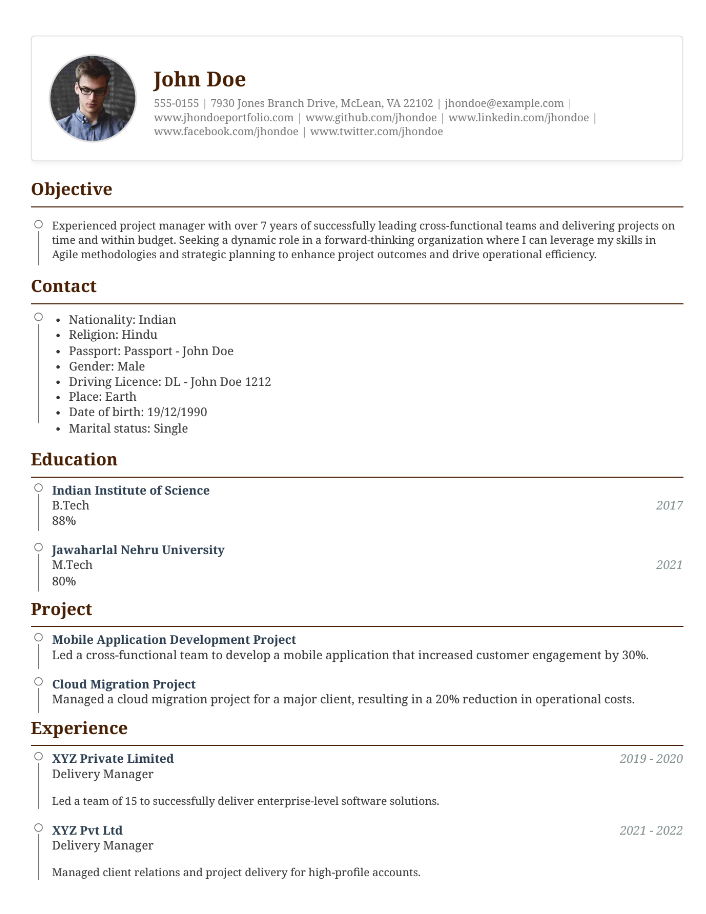 John Doe
555-0155 | 7930 Jones Branch Drive, McLean, VA 22102 | jhondoe@example.com |
www.jhondoeportfolio.com | www.github.com/jhondoe | www.linkedin.com/jhondoe |
www.facebook.com/jhondoe | www.twitter.com/jhondoe
Objective
Experienced project manager with over 7 years of successfully leading cross-functional teams and delivering projects on
time and within budget. Seeking a dynamic role in a forward-thinking organization where I can leverage my skills in
Agile methodologies and strategic planning to enhance project outcomes and drive operational efficiency.
Contact
• Nationality: Indian
• Religion: Hindu
• Passport: Passport - John Doe
• Gender: Male
• Driving Licence: DL - John Doe 1212
• Place: Earth
• Date of birth: 19/12/1990
• Marital status: Single
Education
Indian Institute of Science
B.Tech 2017
88%
Jawaharlal Nehru University
M.Tech 2021
80%
Project
Mobile Application Development Project
Led a cross-functional team to develop a mobile application that increased customer engagement by 30%.
Cloud Migration Project
Managed a cloud migration project for a major client, resulting in a 20% reduction in operational costs.
Experience
XYZ Private Limited 2019 - 2020
Delivery Manager
Led a team of 15 to successfully deliver enterprise-level software solutions.
XYZ Pvt Ltd 2021 - 2022
Delivery Manager
Managed client relations and project delivery for high-profile accounts.